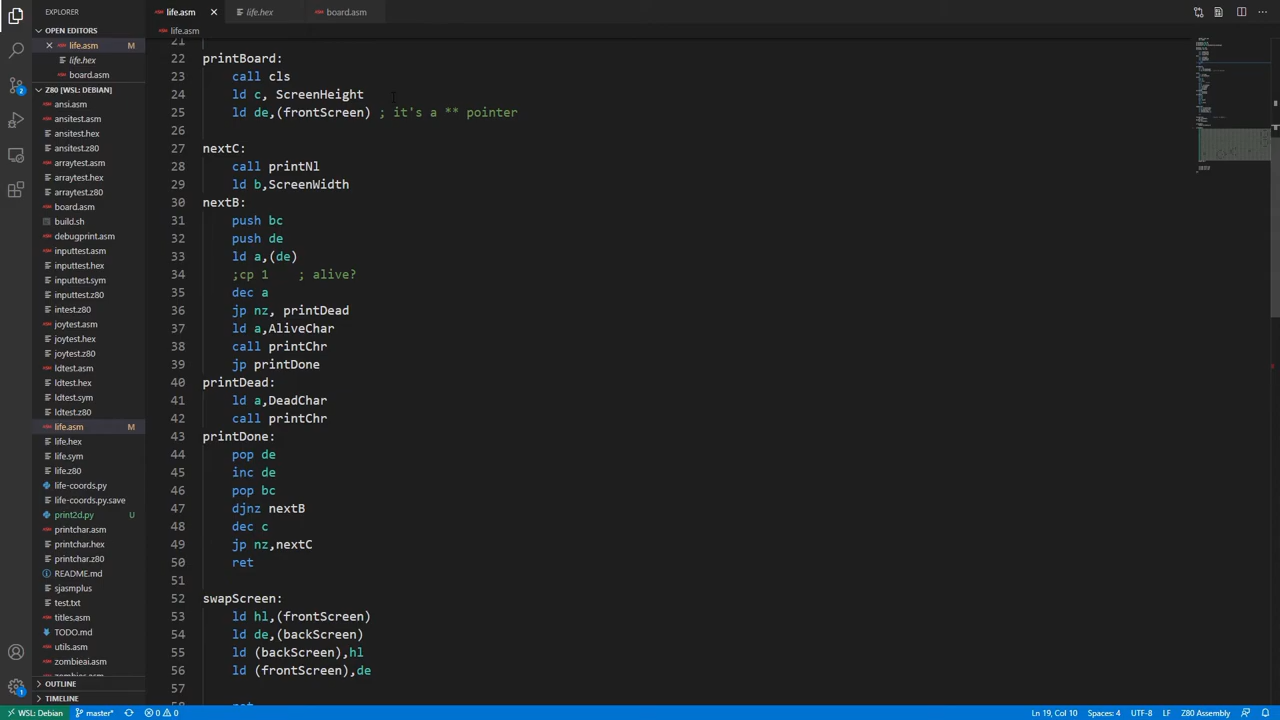 EXPLORER
life.asm
life.hex
board.asm
OPEN EDITORS
life.asm M
life.hex
board.asm
Z80 [WSL: DEBIAN]
ansi.asm
ansitest.asm
ansitest.hex
ansitest.z80
arraytest.asm
arraytest.hex
arraytest.z80
board.asm
build.sh
debugprint.asm
inputtest.asm
inputtest.hex
inputtest.sym
inputtest.z80
intest.z80
joytest.asm
joytest.hex
joytest.z80
ldtest.asm
ldtest.hex
ldtest.sym
ldtest.z80
life.asm M
life.hex
life.sym
life.z80
life-coords.py
life-coords.py.save
print2d.py U
printchar.asm
printchar.hex
printchar.z80
README.md
sjasmplus
test.txt
titles.asm
TODO.md
utils.asm
zombieai.asm
zombies.asm
OUTLINE
TIMELINE
life.asm
21
22 printBoard:
23 call cls
24 ld c, ScreenHeight
25 ld de,(frontScreen) ; it's a ** pointer
26
27 nextC:
28 call printNl
29 ld b,ScreenWidth
30 nextB:
31 push bc
32 push de
33 ld a,(de)
34 ;cp 1 ; alive?
35 dec a
36 jp nz, printDead
37 ld a,AliveChar
38 call printChr
39 jp printDone
40 printDead:
41 ld a,DeadChar
42 call printChr
43 printDone:
44 pop de
45 inc de
46 pop bc
47 djnz nextB
48 dec c
49 jp nz,nextC
50 ret
51
52 swapScreen:
53 ld hl,(frontScreen)
54 ld de,(backScreen)
55 ld (backScreen),hl
56 ld (frontScreen),de
57
58 ret
WSL: Debian master* 0 0 Ln 19, Col 10 Spaces: 4 UTF-8 LF Z80 Assembly